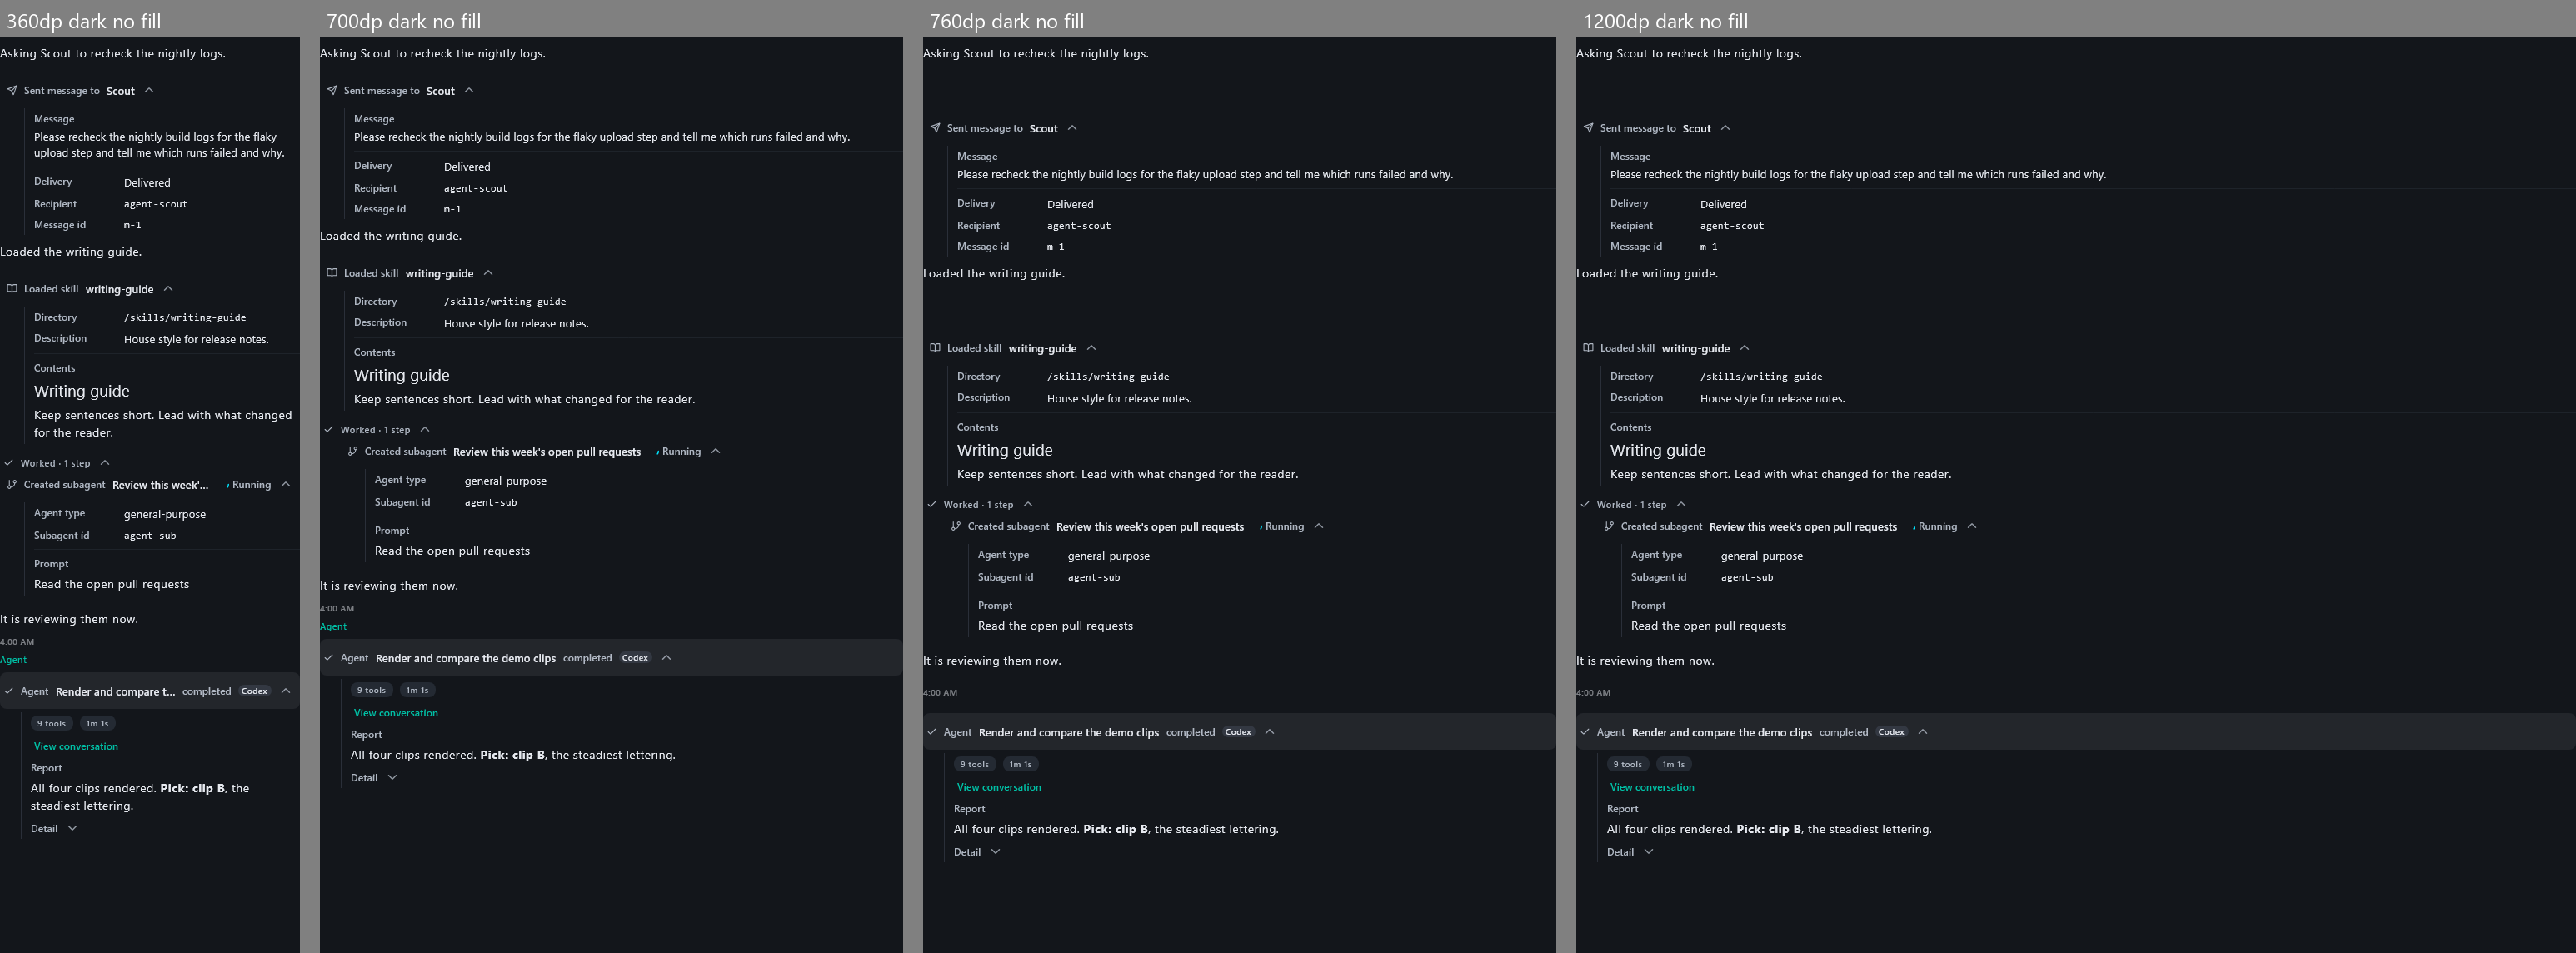 360dp dark no fill
Asking Scout to recheck the nightly logs.
Sent message to Scout
Message
Please recheck the nightly build logs for the flaky
upload step and tell me which runs failed and why.
Delivery Delivered
Recipient agent-scout
Message id m-1
Loaded the writing guide.
Loaded skill writing-guide
Directory /skills/writing-guide
Description House style for release notes.
Contents
Writing guide
Keep sentences short. Lead with what changed
for the reader.
Worked · 1 step
Created subagent Review this week'... Running
Agent type general-purpose
Subagent id agent-sub
Prompt
Read the open pull requests
It is reviewing them now.
4:00 AM
Agent
Agent Render and compare t... completed Codex
9 tools 1m 1s
View conversation
Report
All four clips rendered. Pick: clip B, the
steadiest lettering.
Detail
700dp dark no fill
Asking Scout to recheck the nightly logs.
Sent message to Scout
Message
Please recheck the nightly build logs for the flaky upload step and tell me which runs failed and why.
Delivery Delivered
Recipient agent-scout
Message id m-1
Loaded the writing guide.
Loaded skill writing-guide
Directory /skills/writing-guide
Description House style for release notes.
Contents
Writing guide
Keep sentences short. Lead with what changed for the reader.
Worked · 1 step
Created subagent Review this week's open pull requests Running
Agent type general-purpose
Subagent id agent-sub
Prompt
Read the open pull requests
It is reviewing them now.
4:00 AM
Agent
Agent Render and compare the demo clips completed Codex
9 tools 1m 1s
View conversation
Report
All four clips rendered. Pick: clip B, the steadiest lettering.
Detail
760dp dark no fill
Asking Scout to recheck the nightly logs.
Sent message to Scout
Message
Please recheck the nightly build logs for the flaky upload step and tell me which runs failed and why.
Delivery Delivered
Recipient agent-scout
Message id m-1
Loaded the writing guide.
Loaded skill writing-guide
Directory /skills/writing-guide
Description House style for release notes.
Contents
Writing guide
Keep sentences short. Lead with what changed for the reader.
Worked · 1 step
Created subagent Review this week's open pull requests Running
Agent type general-purpose
Subagent id agent-sub
Prompt
Read the open pull requests
It is reviewing them now.
4:00 AM
Agent Render and compare the demo clips completed Codex
9 tools 1m 1s
View conversation
Report
All four clips rendered. Pick: clip B, the steadiest lettering.
Detail
1200dp dark no fill
Asking Scout to recheck the nightly logs.
Sent message to Scout
Message
Please recheck the nightly build logs for the flaky upload step and tell me which runs failed and why.
Delivery Delivered
Recipient agent-scout
Message id m-1
Loaded the writing guide.
Loaded skill writing-guide
Directory /skills/writing-guide
Description House style for release notes.
Contents
Writing guide
Keep sentences short. Lead with what changed for the reader.
Worked · 1 step
Created subagent Review this week's open pull requests Running
Agent type general-purpose
Subagent id agent-sub
Prompt
Read the open pull requests
It is reviewing them now.
4:00 AM
Agent Render and compare the demo clips completed Codex
9 tools 1m 1s
View conversation
Report
All four clips rendered. Pick: clip B, the steadiest lettering.
Detail